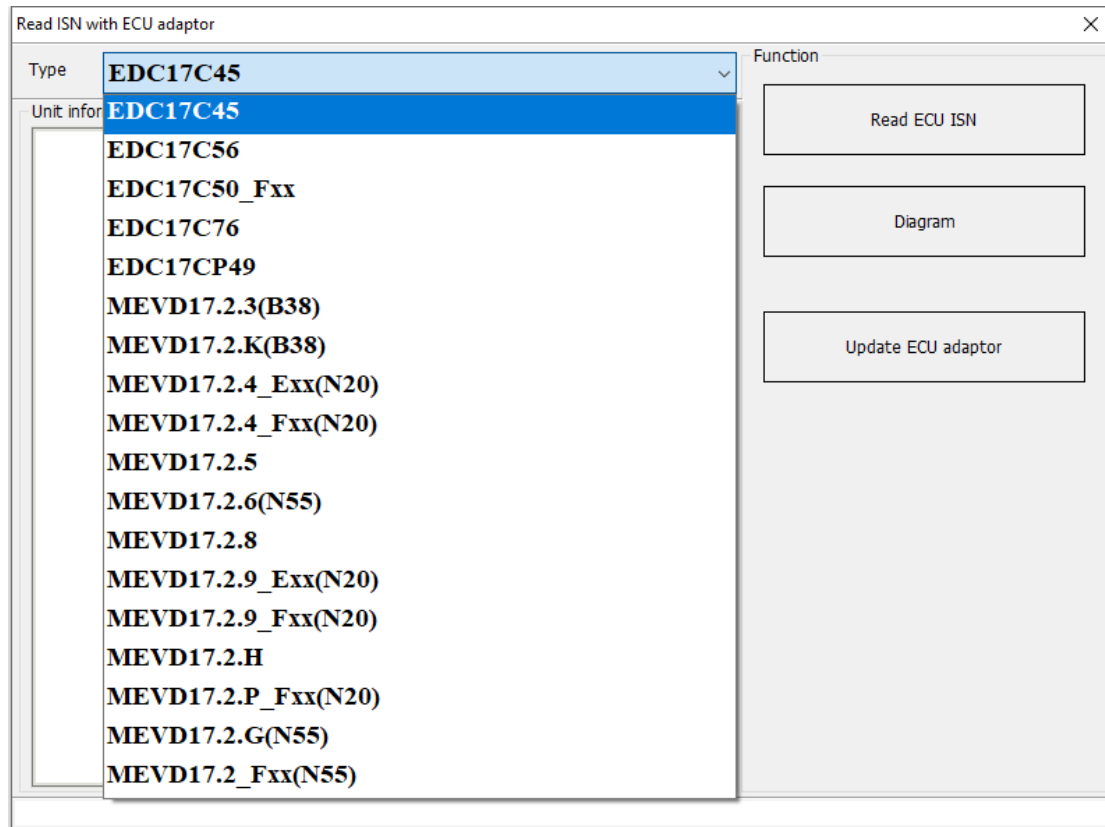 Read ISN with ECU adaptor
Type
EDC17C45
Function
Unit infor
EDC17C45
EDC17C56
EDC17C50_Fxx
EDC17C76
EDC17CP49
MEVD17.2.3(B38)
MEVD17.2.K(B38)
MEVD17.2.4_Exx(N20)
MEVD17.2.4_Fxx(N20)
MEVD17.2.5
MEVD17.2.6(N55)
MEVD17.2.8
MEVD17.2.9_Exx(N20)
MEVD17.2.9_Fxx(N20)
MEVD17.2.H
MEVD17.2.P_Fxx(N20)
MEVD17.2.G(N55)
MEVD17.2_Fxx(N55)
Read ECU ISN
Diagram
Update ECU adaptor